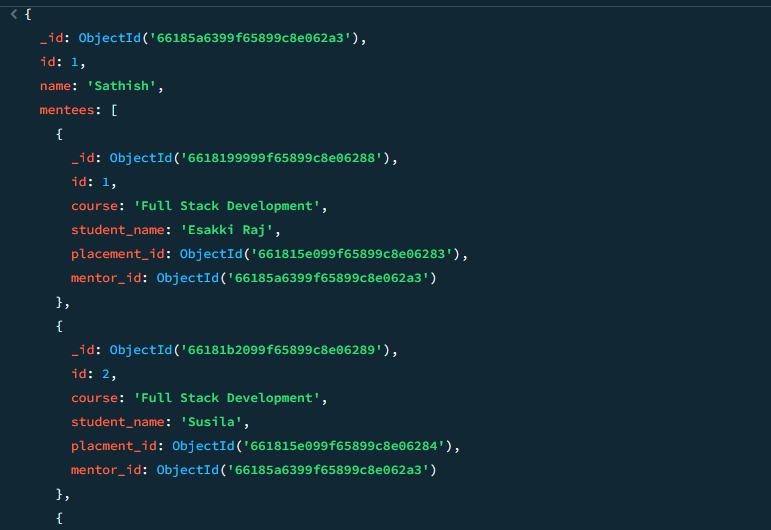 {
_id: ObjectId('66185a6399f65899c8e062a3'),
id: 1,
name: 'Sathish',
mentees: [
{
_id: ObjectId('6618199999f65899c8e06288'),
id: 1,
course: 'Full Stack Development',
student_name: 'Esakki Raj',
placement_id: ObjectId('661815e099f65899c8e06283'),
mentor_id: ObjectId('66185a6399f65899c8e062a3')
},
{
_id: ObjectId('66181b2099f65899c8e06289'),
id: 2,
course: 'Full Stack Development',
student_name: 'Susila',
placment_id: ObjectId('661815e099f65899c8e06284'),
mentor_id: ObjectId('66185a6399f65899c8e062a3')
},
{